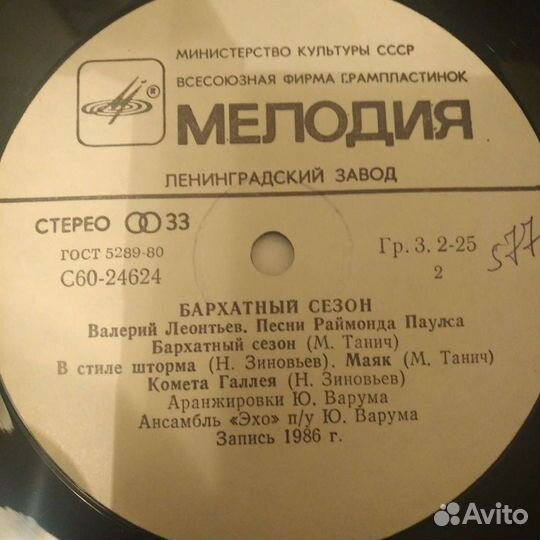 МИНИСТЕРСТВО КУЛЬТУРЫ СССР
ВСЕСОЮЗНАЯ ФИРМА ГРАМПЛАСТИНОК
®
МЕЛОДИЯ
ЛЕНИНГРАДСКИЙ ЗАВОД
СТЕРЕО 33
ГОСТ 5289-80
Гр. 3. 2-25
577
С60-24624
2
БАРХАТНЫЙ СЕЗОН
Валерий Леонтьев. Песни Раймонда Паулса
Бархатный сезон (М. Танич)
В стиле шторма (Н. Зиновьев). Маяк (М. Танич)
Комета Галлея (Н. Зиновьев)
Аранжировки Ю. Варума
Ансамбль «Эхо» п/у Ю. Варума
Запись 1986 г.
Avito